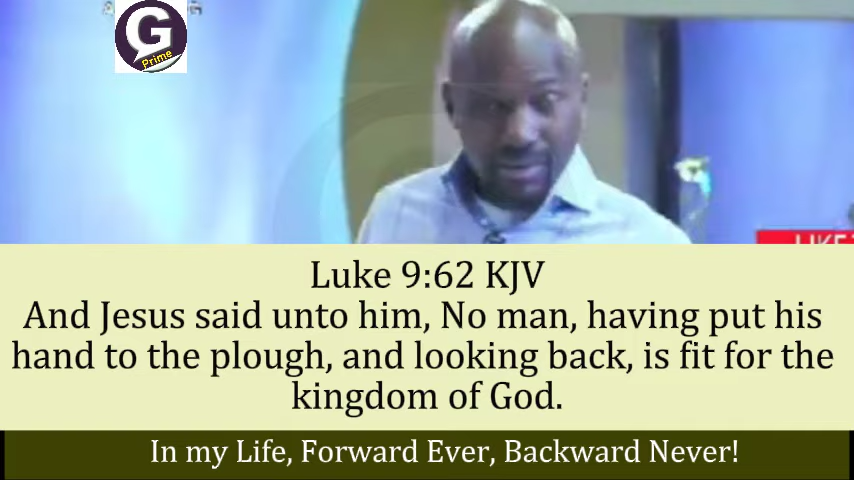 G
Prime
Luke 9:62 KJV
And Jesus said unto him, No man, having put his
hand to the plough, and looking back, is fit for the
kingdom of God.
In my Life, Forward Ever, Backward Never!